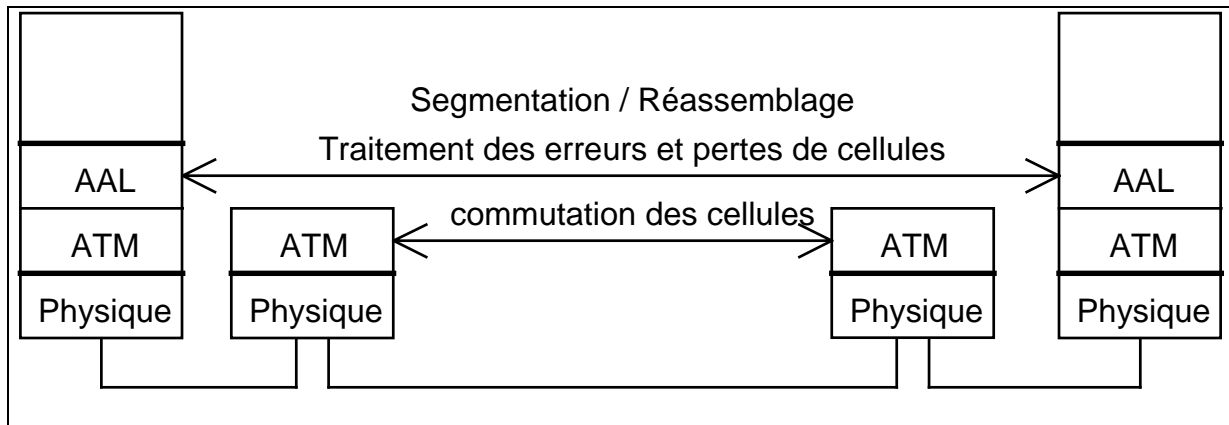 Segmentation / Réassemblage
Traitement des erreurs et pertes de cellules
AAL
AAL
commutation des cellules
ATM
ATM
ATM
ATM
Physique
Physique
Physique
Physique